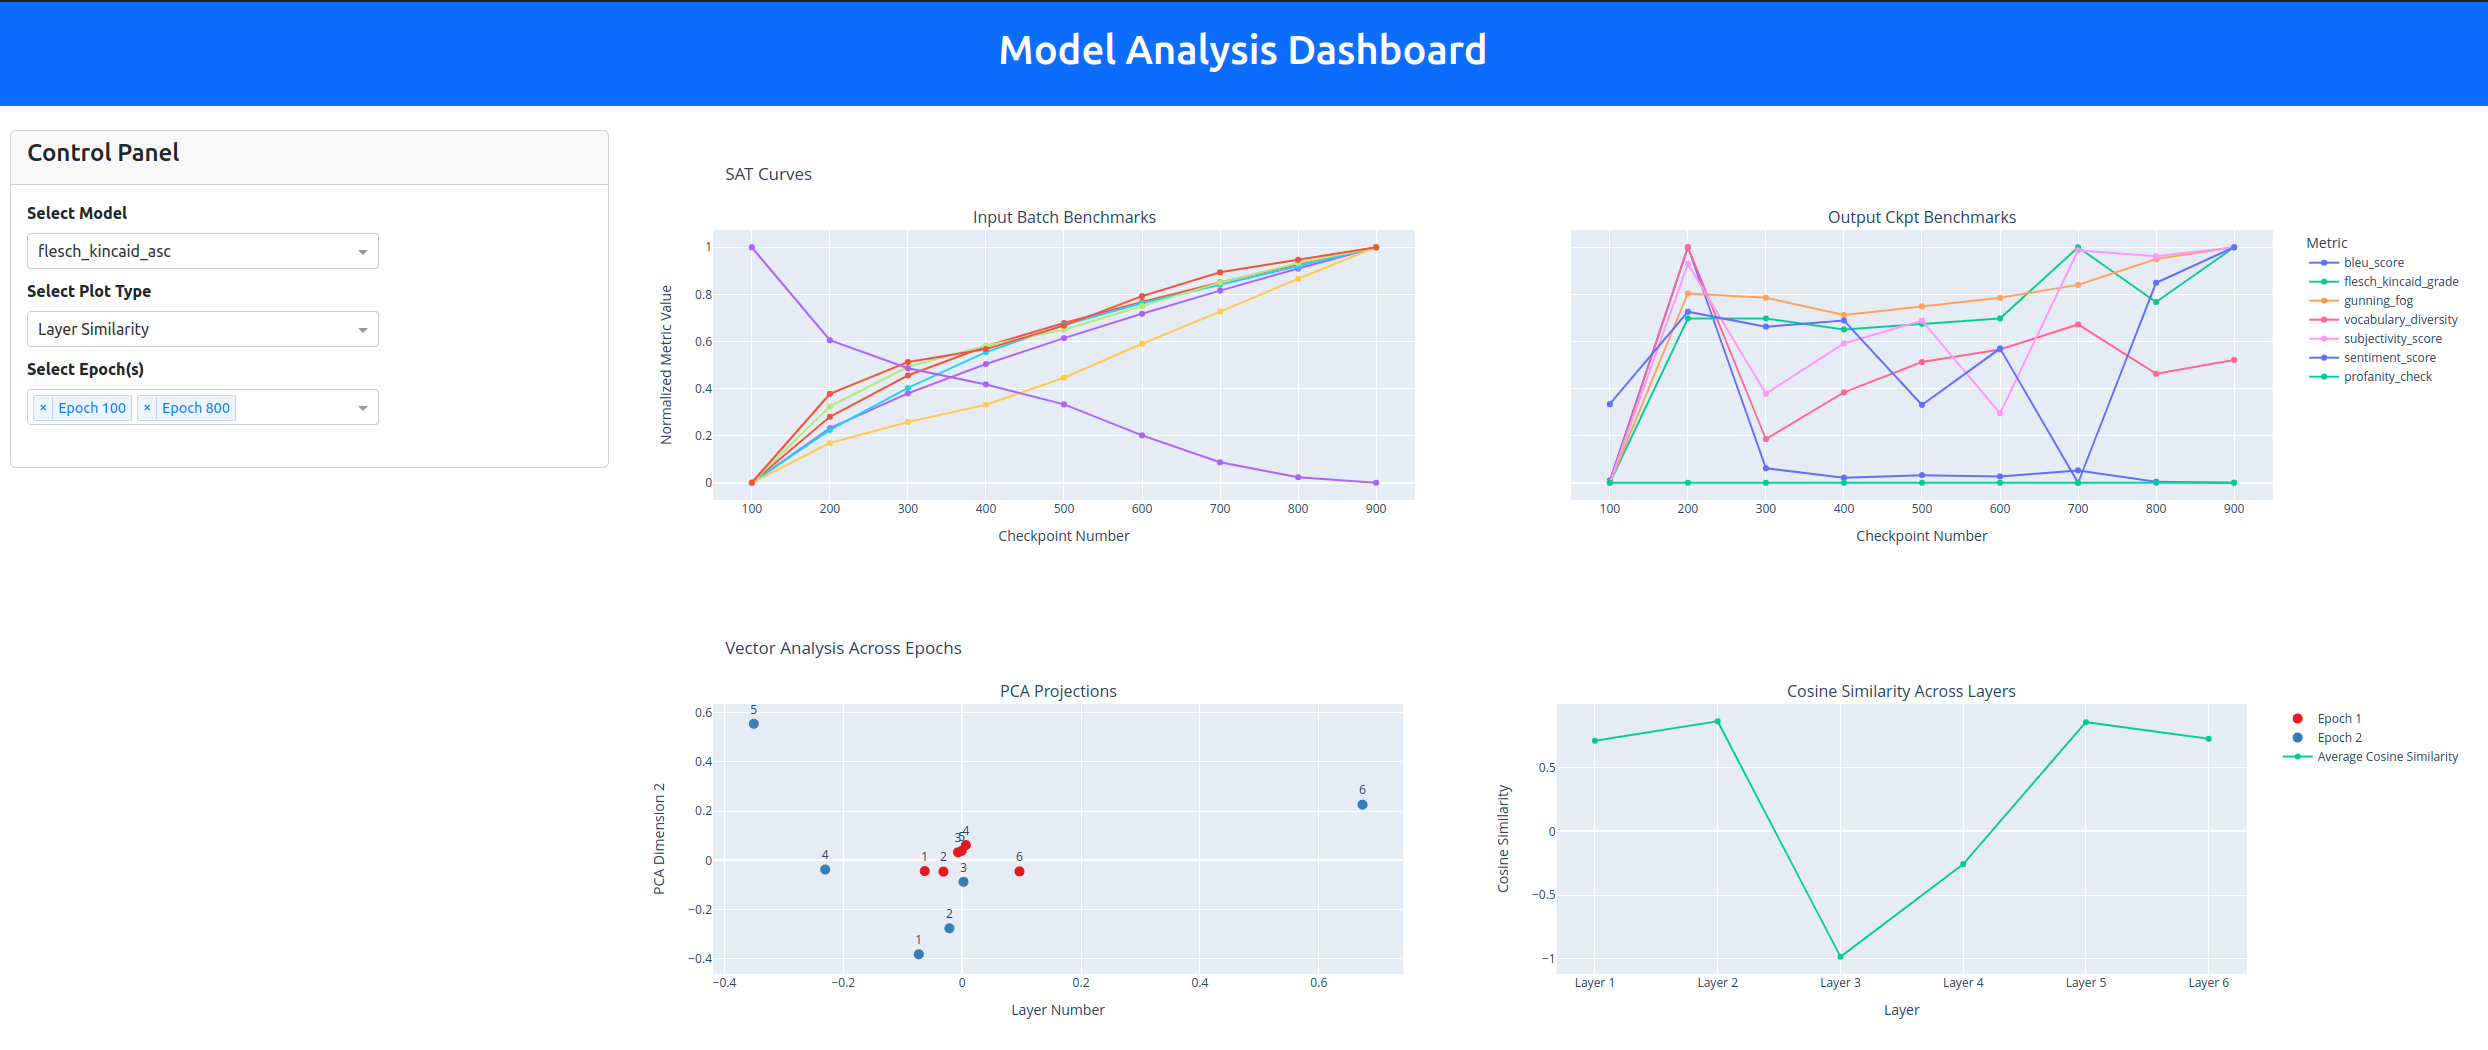 Model Analysis Dashboard
Control Panel
Select Model
flesch_kincaid_asc
Select Plot Type
Layer Similarity
Select Epoch(s)
× Epoch 100 × Epoch 800
SAT Curves
Input Batch Benchmarks
Normalized Metric Value
1
0.8
0.6
0.4
0.2
0
100 200 300 400 500 600 700 800 900
Checkpoint Number
Output Ckpt Benchmarks
100 200 300 400 500 600 700 800 900
Checkpoint Number
Metric
bleu_score
flesch_kincaid_grade
gunning_fog
vocabulary_diversity
subjectivity_score
sentiment_score
profanity_check
Vector Analysis Across Epochs
PCA Projections
PCA Dimension 2
0.6
0.4
0.2
0
−0.2
−0.4
5
6
3 5 4
4
1 2 6
3
2
1
−0.4 −0.2 0 0.2 0.4 0.6
Layer Number
Cosine Similarity Across Layers
Cosine Similarity
0.5
0
−0.5
−1
Layer 1 Layer 2 Layer 3 Layer 4 Layer 5 Layer 6
Layer
Epoch 1
Epoch 2
Average Cosine Similarity